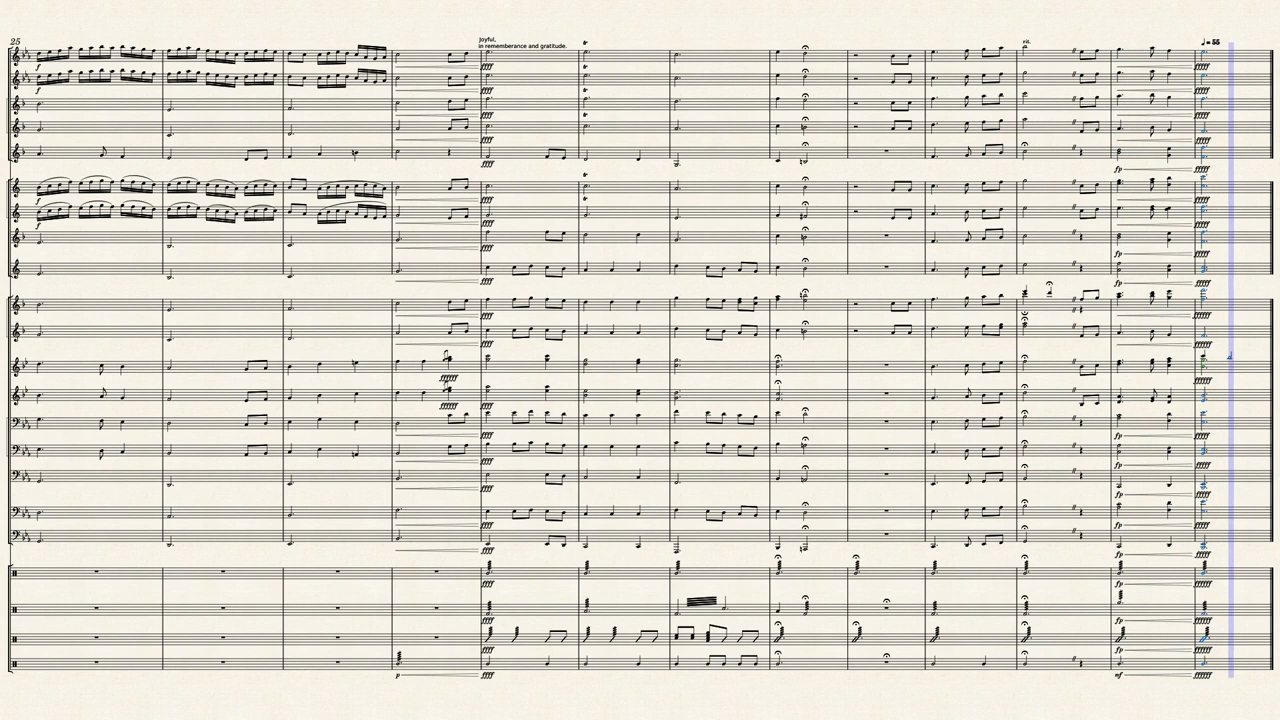 25
Joyful,
in rememberance and gratitude.
rit.
♩ = 55